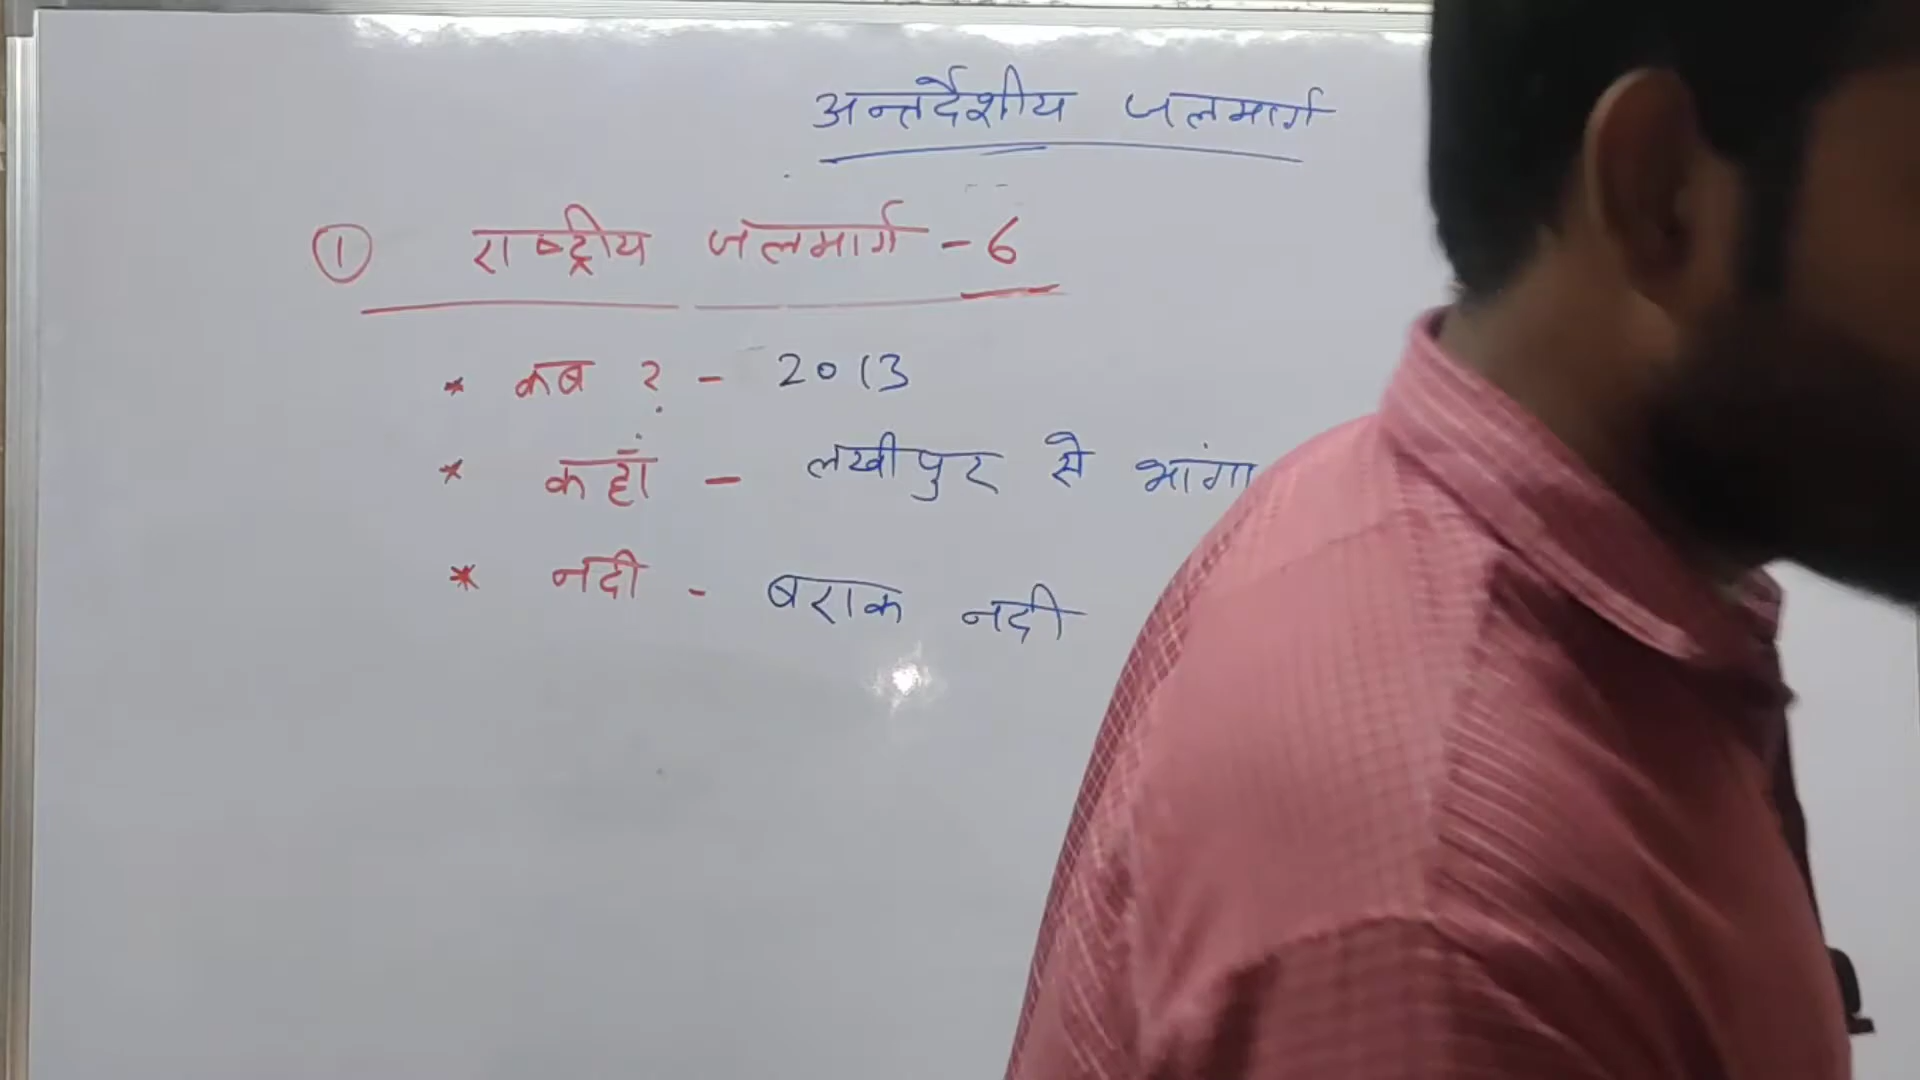 अन्तर्देशीय जलमार्ग
① राष्ट्रीय जलमार्ग - 6
* कब ? - 2013
* कहाँ - लखीपुर से भांगा
* नदी - बराक नदी